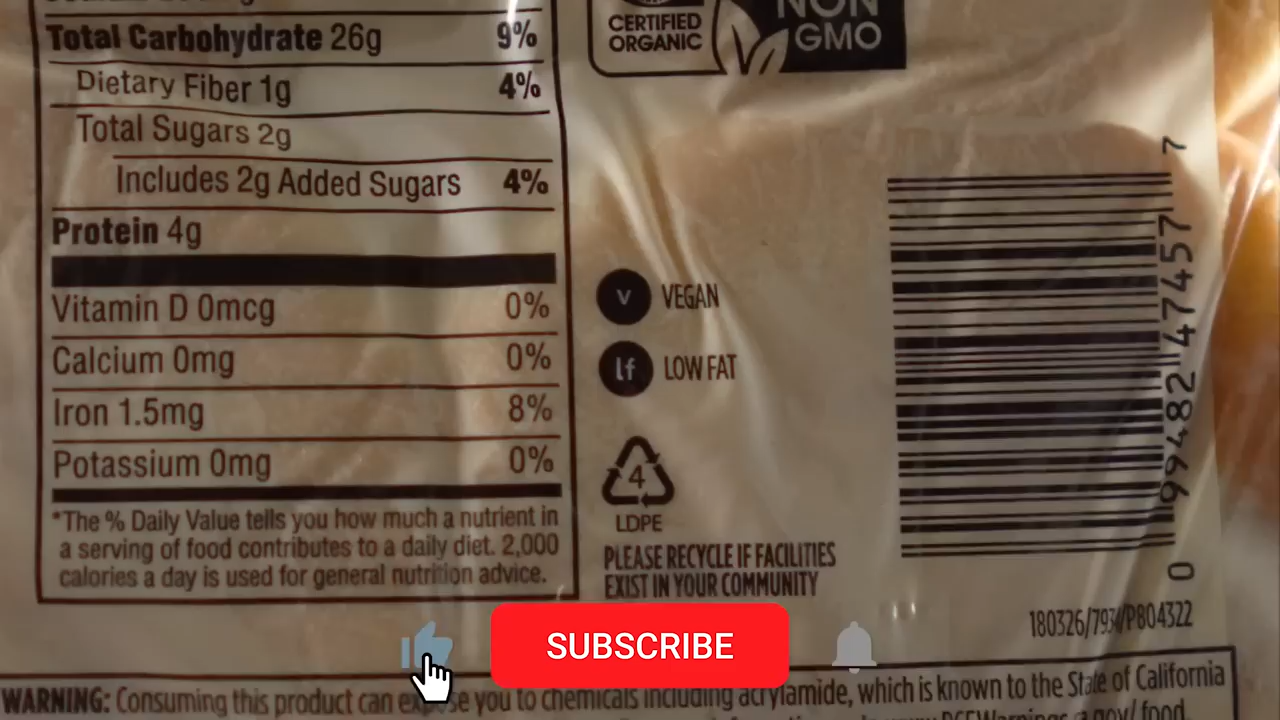 Total Carbohydrate 26g 9%
Dietary Fiber 1g 4%
Total Sugars 2g
Includes 2g Added Sugars 4%
Protein 4g
Vitamin D 0mcg 0%
Calcium 0mg 0%
Iron 1.5mg 8%
Potassium 0mg 0%
*The % Daily Value tells you how much a nutrient in
a serving of food contributes to a daily diet. 2,000
calories a day is used for general nutrition advice.
CERTIFIED
ORGANIC
NON
GMO
V VEGAN
lf LOW FAT
4
LDPE
PLEASE RECYCLE IF FACILITIES
EXIST IN YOUR COMMUNITY
0 99482 47457 7
SUBSCRIBE
WARNING: Consuming this product can expose you to chemicals including acrylamide, which is known to the State of California